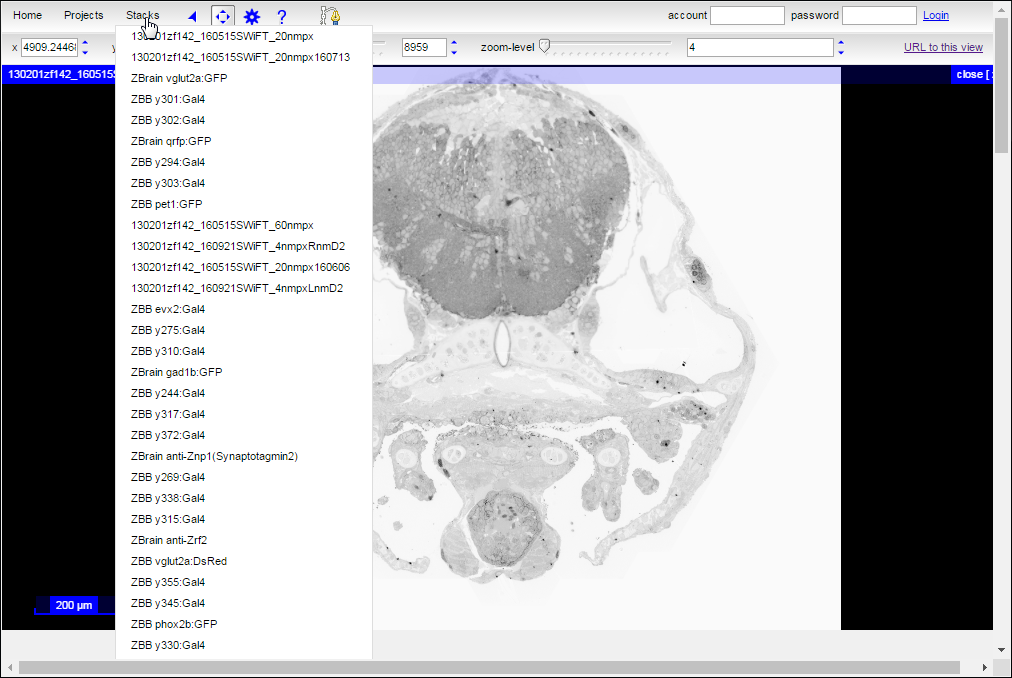 Home Projects Stacks ? account password Login
x 4909.2446 y 8959 zoom-level 4 URL to this view
130201zf142_160515S close [
130201zf142_160515SWiFT_20nmpx
130201zf142_160515SWiFT_20nmpx160713
ZBrain vglut2a:GFP
ZBB y301:Gal4
ZBB y302:Gal4
ZBrain qrfp:GFP
ZBB y294:Gal4
ZBB y303:Gal4
ZBB pet1:GFP
130201zf142_160515SWiFT_60nmpx
130201zf142_160921SWiFT_4nmpxRnmD2
130201zf142_160515SWiFT_20nmpx160606
130201zf142_160921SWiFT_4nmpxLnmD2
ZBB evx2:Gal4
ZBB y275:Gal4
ZBB y310:Gal4
ZBrain gad1b:GFP
ZBB y244:Gal4
ZBB y317:Gal4
ZBB y372:Gal4
ZBrain anti-Znp1(Synaptotagmin2)
ZBB y269:Gal4
ZBB y338:Gal4
ZBB y315:Gal4
ZBrain anti-Zrf2
ZBB vglut2a:DsRed
ZBB y355:Gal4
ZBB y345:Gal4
ZBB phox2b:GFP
ZBB y330:Gal4
200 µm